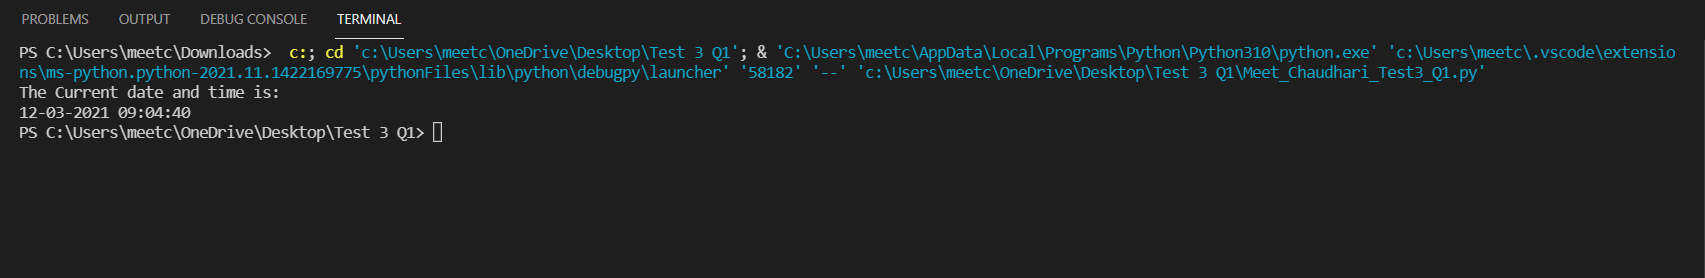 PROBLEMS OUTPUT DEBUG CONSOLE TERMINAL
PS C:\Users\meetc\Downloads>  c:; cd 'c:\Users\meetc\OneDrive\Desktop\Test 3 Q1'; & 'C:\Users\meetc\AppData\Local\Programs\Python\Python310\python.exe' 'c:\Users\meetc\.vscode\extensio
ns\ms-python.python-2021.11.1422169775\pythonFiles\lib\python\debugpy\launcher' '58182' '--' 'c:\Users\meetc\OneDrive\Desktop\Test 3 Q1\Meet_Chaudhari_Test3_Q1.py'
The Current date and time is:
12-03-2021 09:04:40
PS C:\Users\meetc\OneDrive\Desktop\Test 3 Q1>